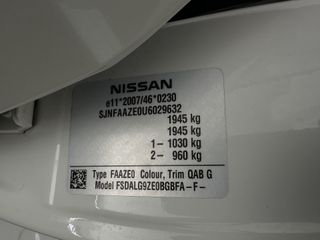 NISSAN
e11*2007/46*0230
SJNFAAZE0U6029632
1945 kg
1945 kg
1- 1030 kg
2- 960 kg
Type FAAZE0 Colour, Trim QAB G
Model FSDALG9ZE0BGBFA-F-